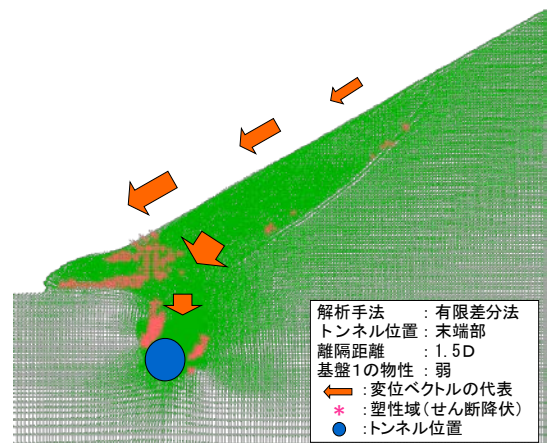 解析手法 : 有限差分法
トンネル位置 : 末端部
離隔距離 : 1.5D
基盤1の物性 : 弱
:変位ベクトルの代表
:塑性域(せん断降伏)
:トンネル位置